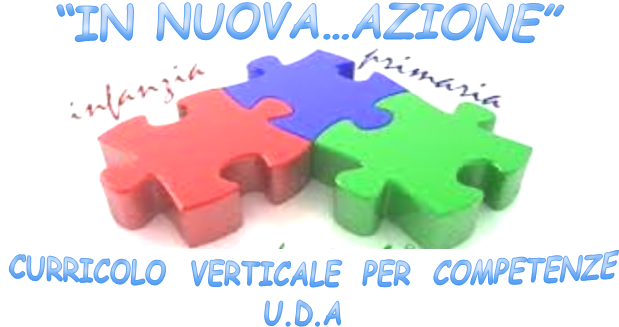 “IN NUOVA...AZIONE”
infanzia
primaria
CURRICOLO VERTICALE PER COMPETENZE
U.D.A